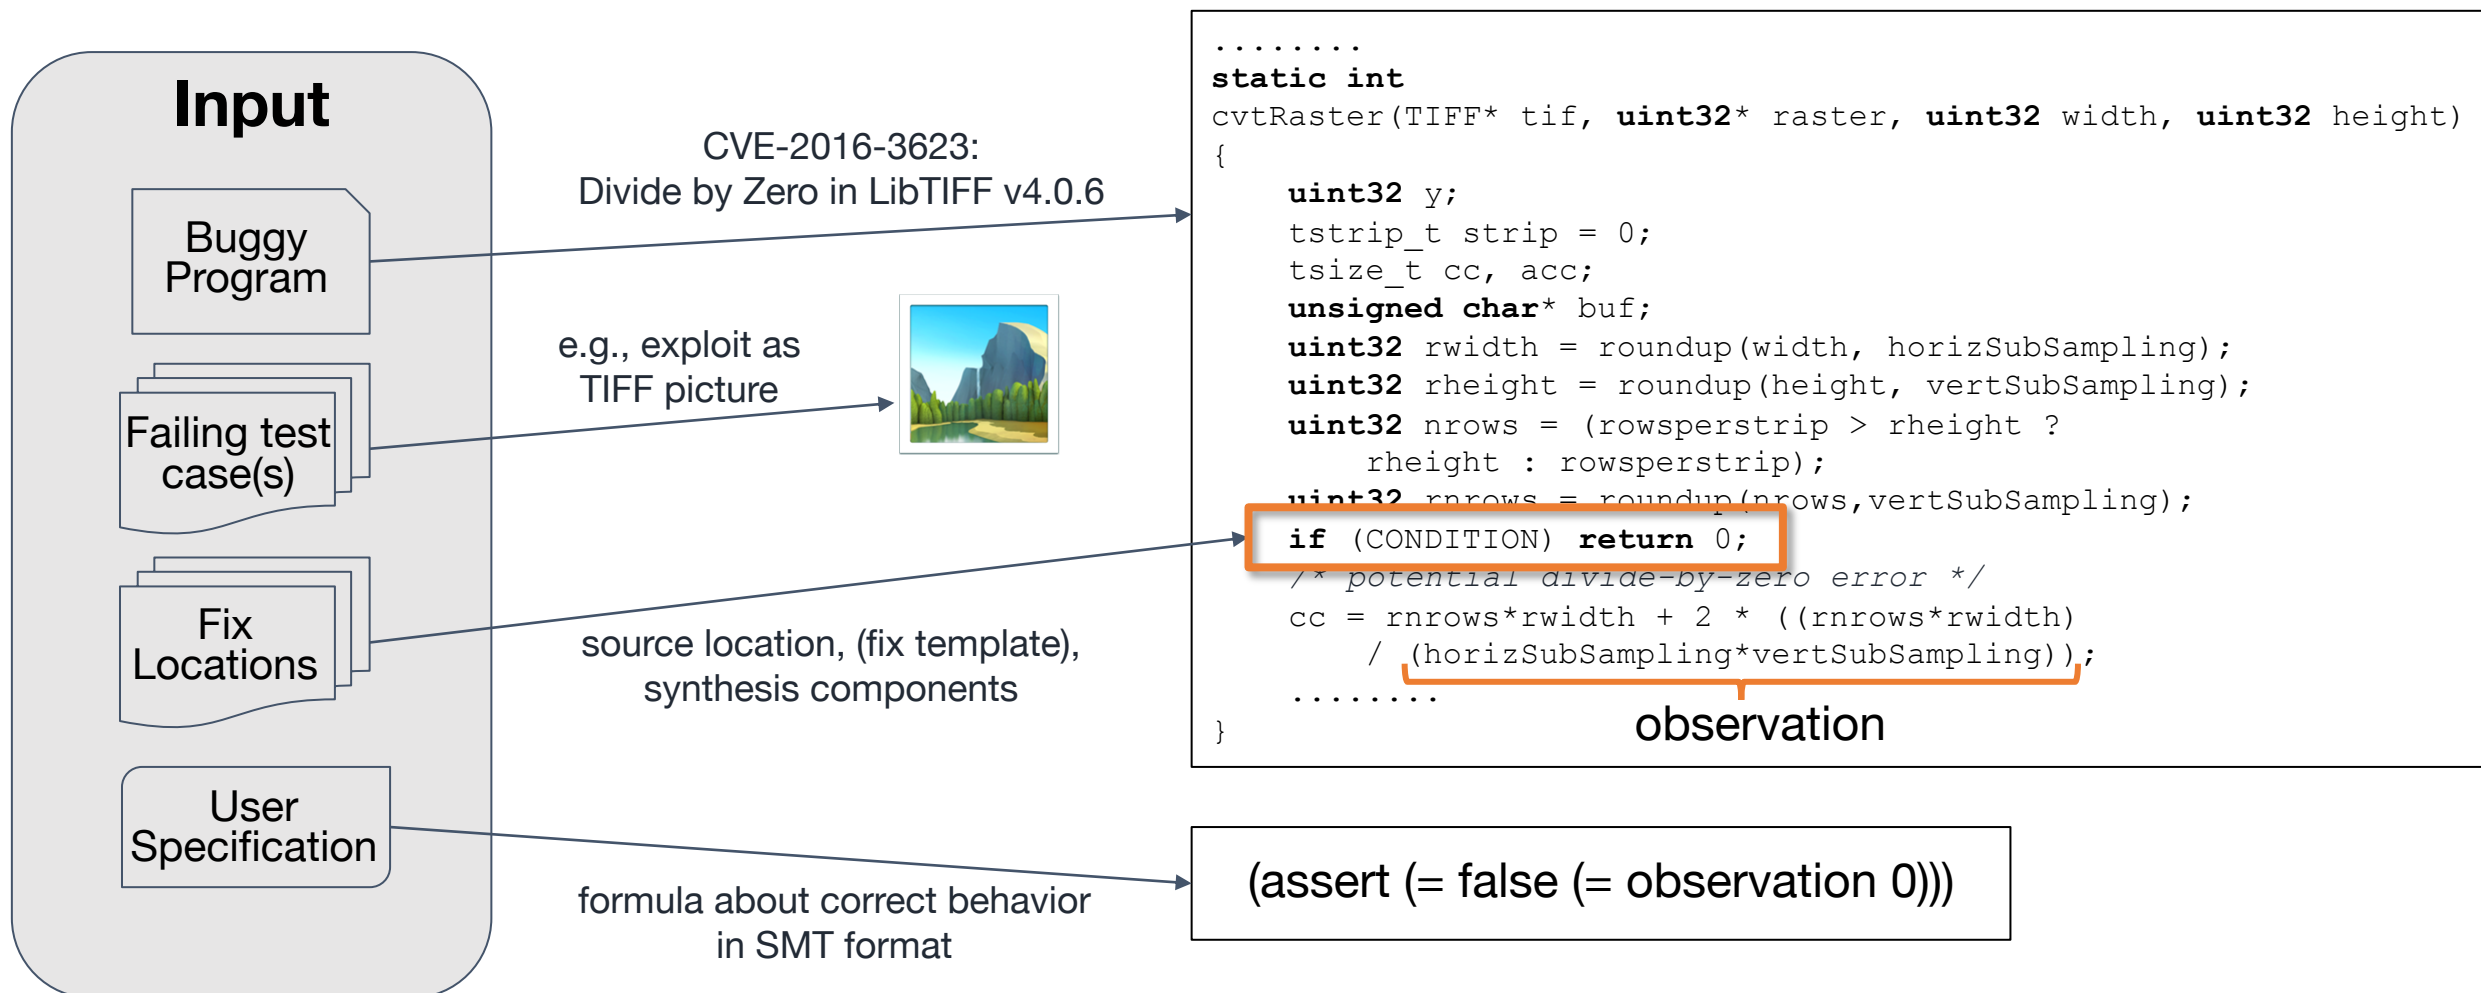 Input
Buggy
Program
Failing test
case(s)
Fix
Locations
User
Specification
CVE-2016-3623:
Divide by Zero in LibTIFF v4.0.6
e.g., exploit as
TIFF picture
source location, (fix template),
synthesis components
formula about correct behavior
in SMT format
........
static int
cvtRaster(TIFF* tif, uint32* raster, uint32 width, uint32 height)
{
uint32 y;
tstrip_t strip = 0;
tsize_t cc, acc;
unsigned char* buf;
uint32 rwidth = roundup(width, horizSubSampling);
uint32 rheight = roundup(height, vertSubSampling);
uint32 nrows = (rowsperstrip > rheight ?
rheight : rowsperstrip);
uint32 rnrows = roundup(nrows,vertSubSampling);
if (CONDITION) return 0;
/* potential divide-by-zero error */
cc = rnrows*rwidth + 2 * ((rnrows*rwidth)
/ (horizSubSampling*vertSubSampling));
........
observation
}
(assert (= false (= observation 0)))